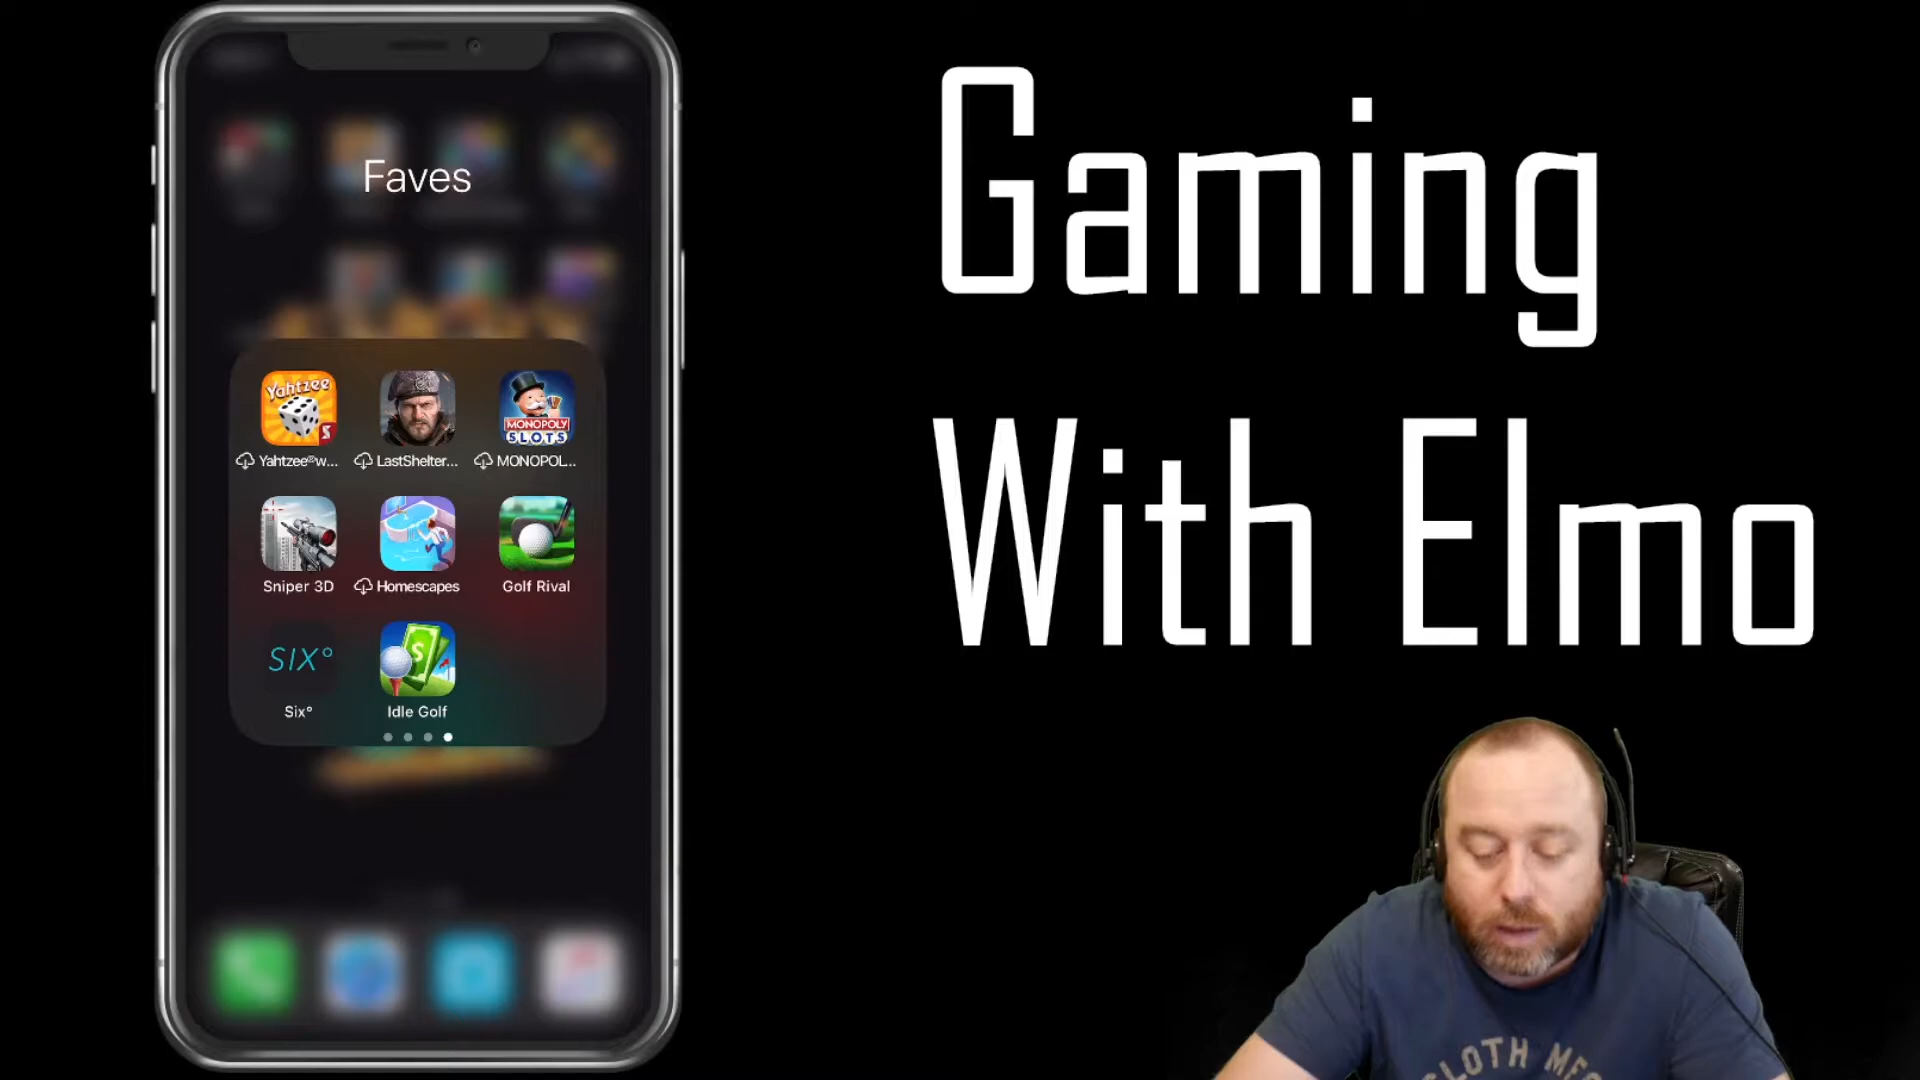 Faves
Gaming
With Elmo
Yahtzee
MONOPOLY
SLOTS
Yahtzee®w... LastShelter... MONOPOL...
Sniper 3D Homescapes Golf Rival
SIX°
$
Six° Idle Golf
SLOTH